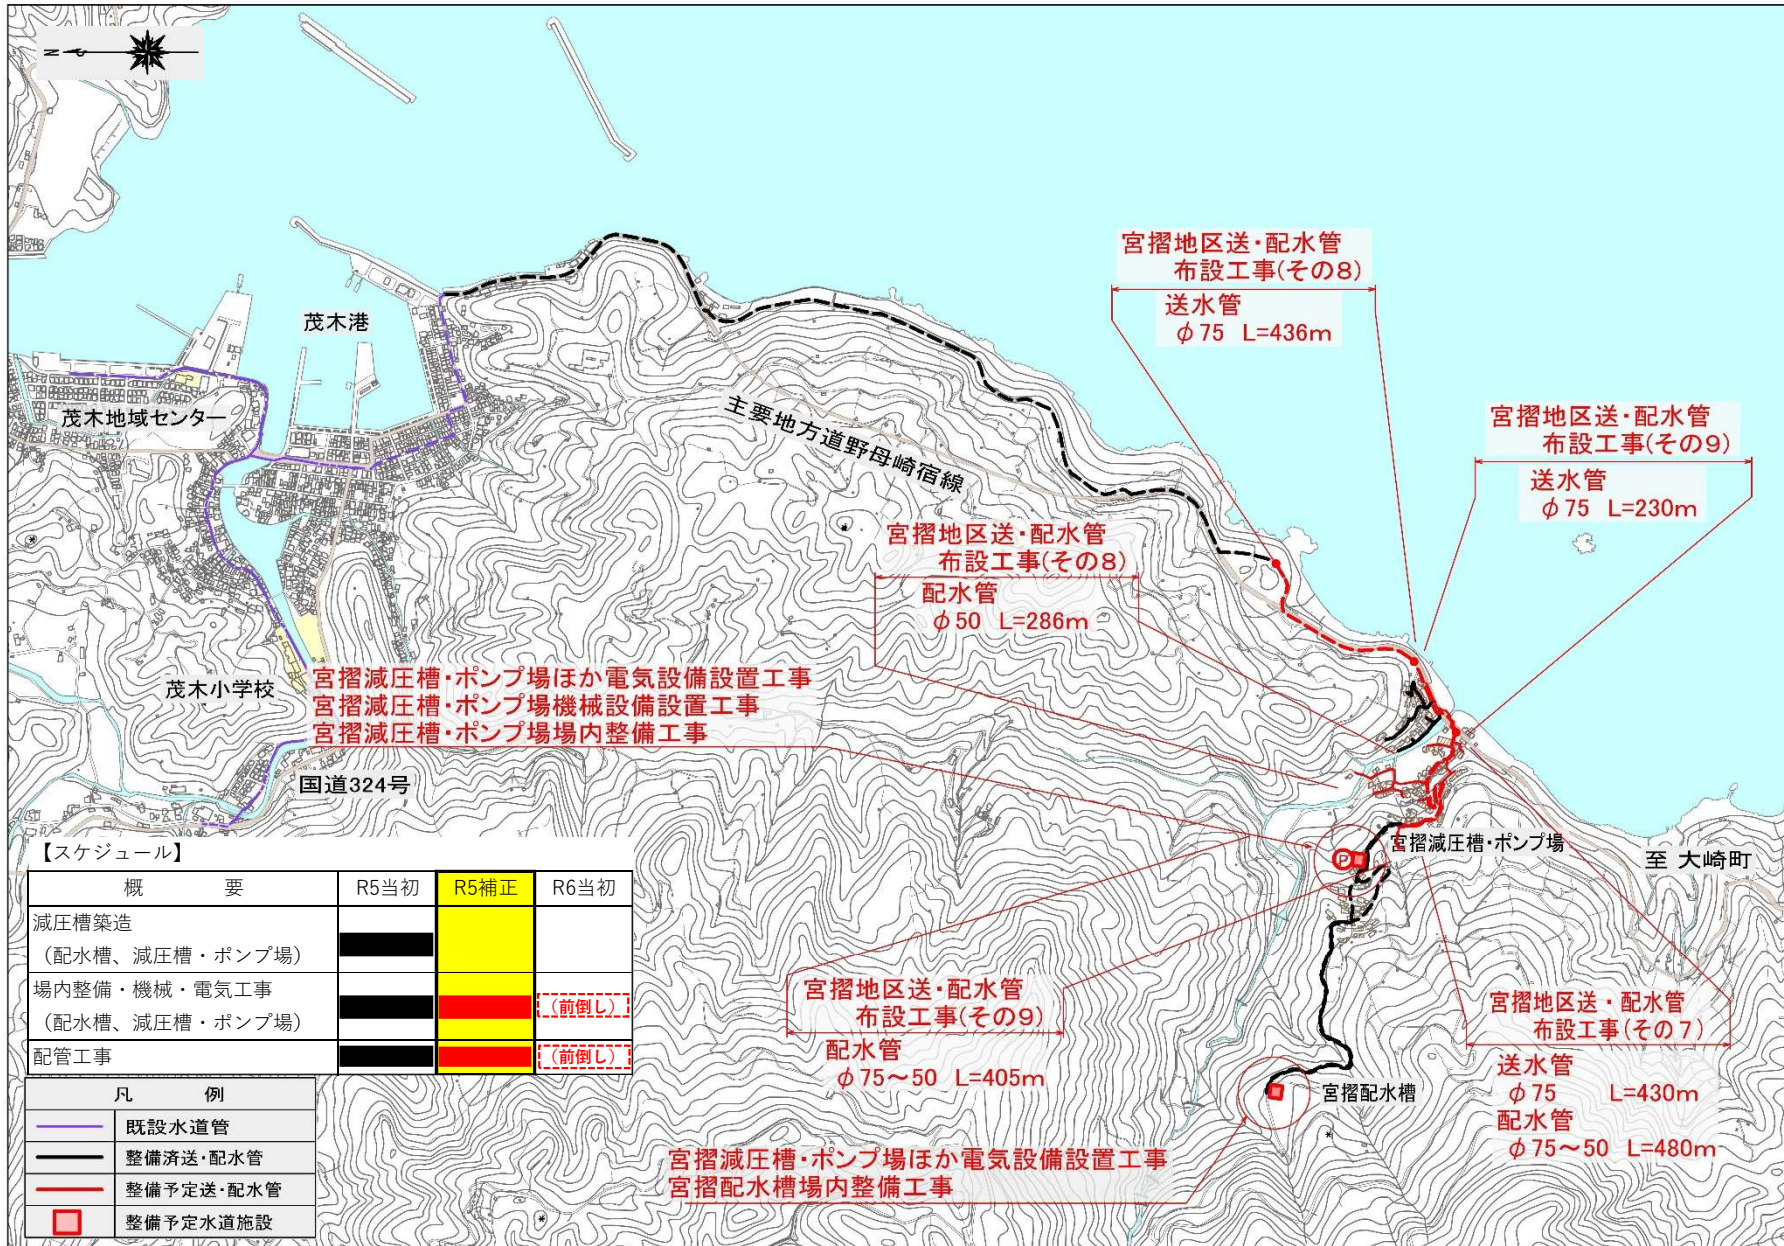 N
宮摺地区送・配水管
布設工事(その8)
送水管
φ75 L=436m
茂木港
茂木地域センター
主要地方道野母崎宿線
宮摺地区送・配水管
布設工事(その9)
送水管
φ75 L=230m
宮摺地区送・配水管
布設工事(その8)
配水管
φ50 L=286m
茂木小学校
宮摺減圧槽・ポンプ場ほか電気設備設置工事
宮摺減圧槽・ポンプ場機械設備設置工事
宮摺減圧槽・ポンプ場場内整備工事
国道324号
宮摺減圧槽・ポンプ場
P
至 大崎町
【スケジュール】
概 要 R5当初 R5補正 R6当初
減圧槽築造
(配水槽、減圧槽・ポンプ場)
場内整備・機械・電気工事
(配水槽、減圧槽・ポンプ場)
(前倒し)
配管工事 (前倒し)
宮摺地区送・配水管
布設工事(その9)
配水管
φ75~50 L=405m
宮摺地区送・配水管
布設工事(その7)
送水管
φ75 L=430m
配水管
φ75~50 L=480m
宮摺配水槽
凡 例
既設水道管
整備済送・配水管
整備予定送・配水管
整備予定水道施設
宮摺減圧槽・ポンプ場ほか電気設備設置工事
宮摺配水槽場内整備工事